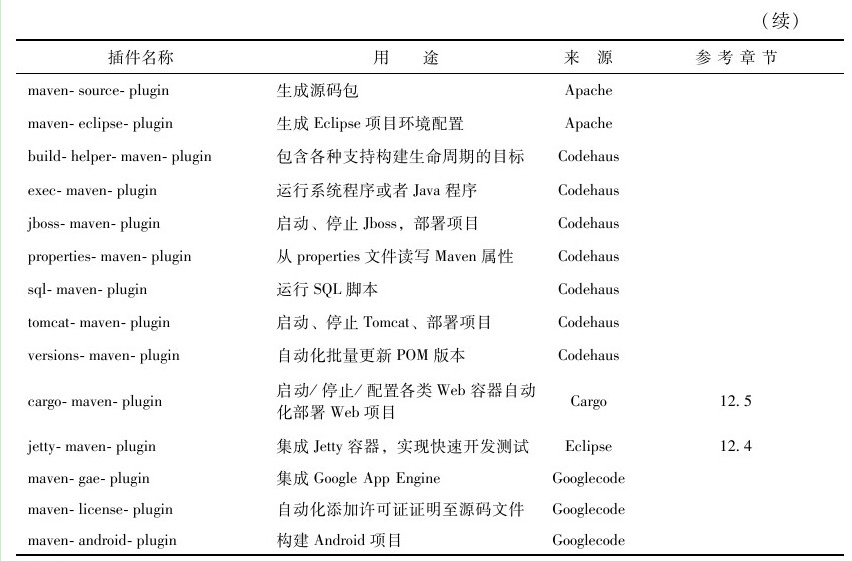 （续）
插件名称 用 途 来 源 参考章节
maven-source-plugin 生成源码包 Apache
maven-eclipse-plugin 生成 Eclipse 项目环境配置 Apache
build-helper-maven-plugin 包含各种支持构建生命周期的目标 Codehaus
exec-maven-plugin 运行系统程序或者 Java 程序 Codehaus
jboss-maven-plugin 启动、停止 Jboss，部署项目 Codehaus
properties-maven-plugin 从 properties 文件读写 Maven 属性 Codehaus
sql-maven-plugin 运行 SQL 脚本 Codehaus
tomcat-maven-plugin 启动、停止 Tomcat、部署项目 Codehaus
versions-maven-plugin 自动化批量更新 POM 版本 Codehaus
cargo-maven-plugin 启动/停止/配置各类 Web 容器自动
化部署 Web 项目 Cargo 12.5
jetty-maven-plugin 集成 Jetty 容器，实现快速开发测试 Eclipse 12.4
maven-gae-plugin 集成 Google App Engine Googlecode
maven-license-plugin 自动化添加许可证证明至源码文件 Googlecode
maven-android-plugin 构建 Android 项目 Googlecode